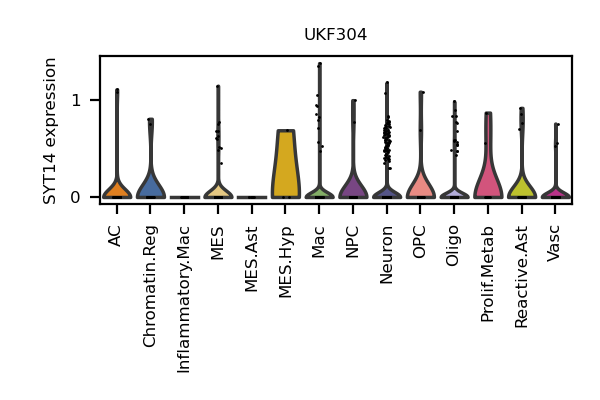 UKF304
SYT14 expression
1
0
AC
Chromatin.Reg
Inflammatory.Mac
MES
MES.Ast
MES.Hyp
Mac
NPC
Neuron
OPC
Oligo
Prolif.Metab
Reactive.Ast
Vasc